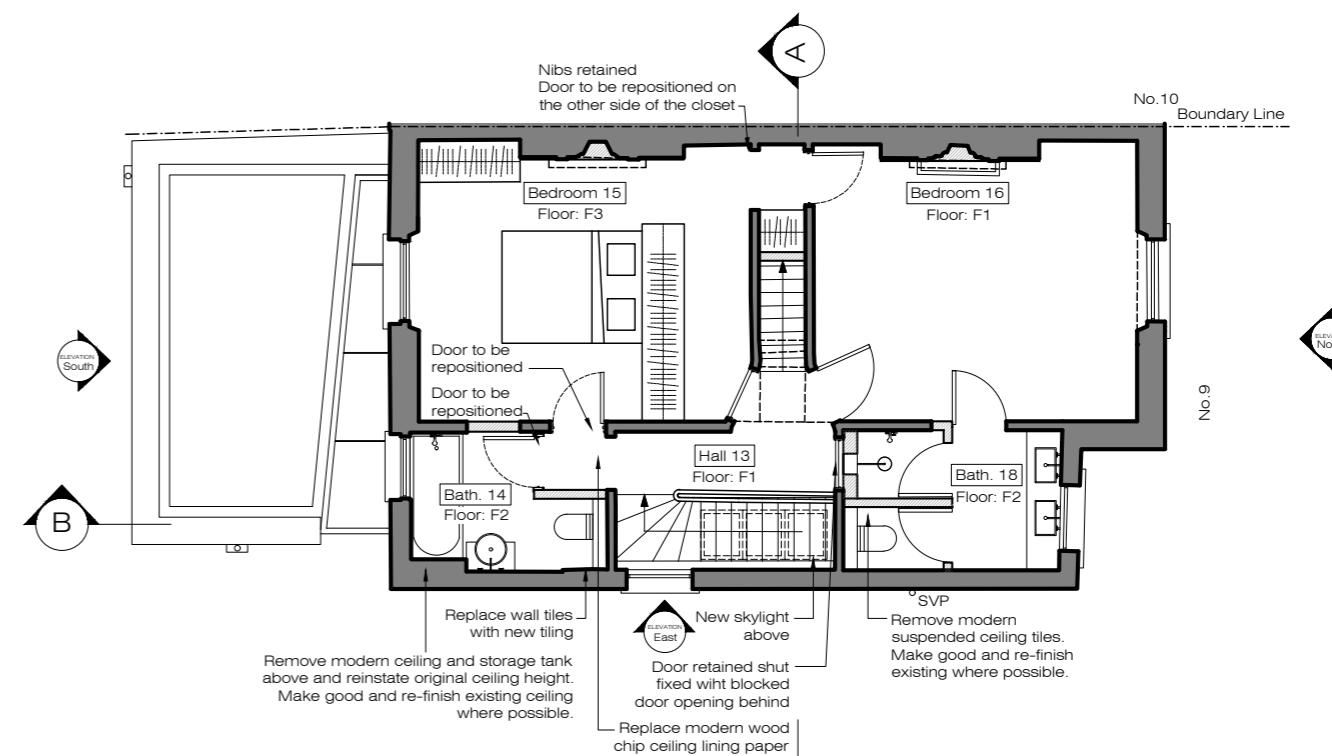 A
Nibs retained
Door to be repositioned on
the other side of the closet
No.10
Boundary Line
Bedroom 15
Floor: F3
Bedroom 16
Floor: F1
ELEVATION
South
Door to be
repositioned
Door to be
repositioned
No.9
Hall 13
Floor: F1
Bath. 14
Floor: F2
Bath. 18
Floor: F2
B
SVP
Replace wall tiles
with new tiling
ELEVATION
East
New skylight
above
Remove modern
suspended ceiling tiles.
Make good and re-finish
existing where possible.
Remove modern ceiling and storage tank
above and reinstate original ceiling height.
Make good and re-finish existing ceiling
where possible.
Door retained shut
fixed wiht blocked
door opening behind
Replace modern wood
chip ceiling lining paper